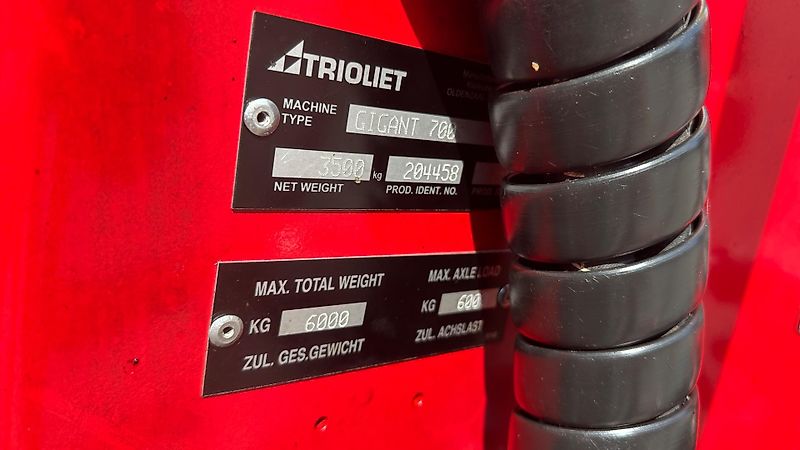 TRIOLIET
MACHINE
TYPE
GIGANT 700
3500 kg
204458
NET WEIGHT
PROD. IDENT. NO.
MAX. TOTAL WEIGHT
MAX. AXLE LOAD
KG 6000
KG 600
ZUL. GES.GEWICHT
ZUL. ACHSLAST